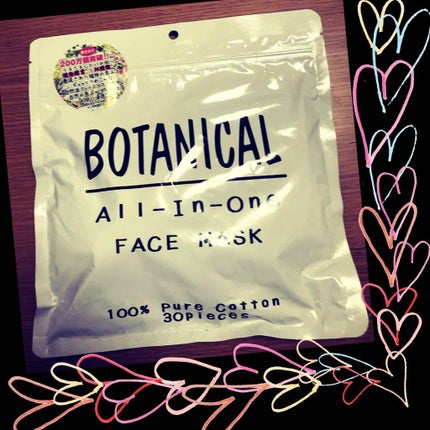 200万個突破!!
BOTANICAL
All-In-One
FACE MASK
100% Pure Cotton
30Pieces